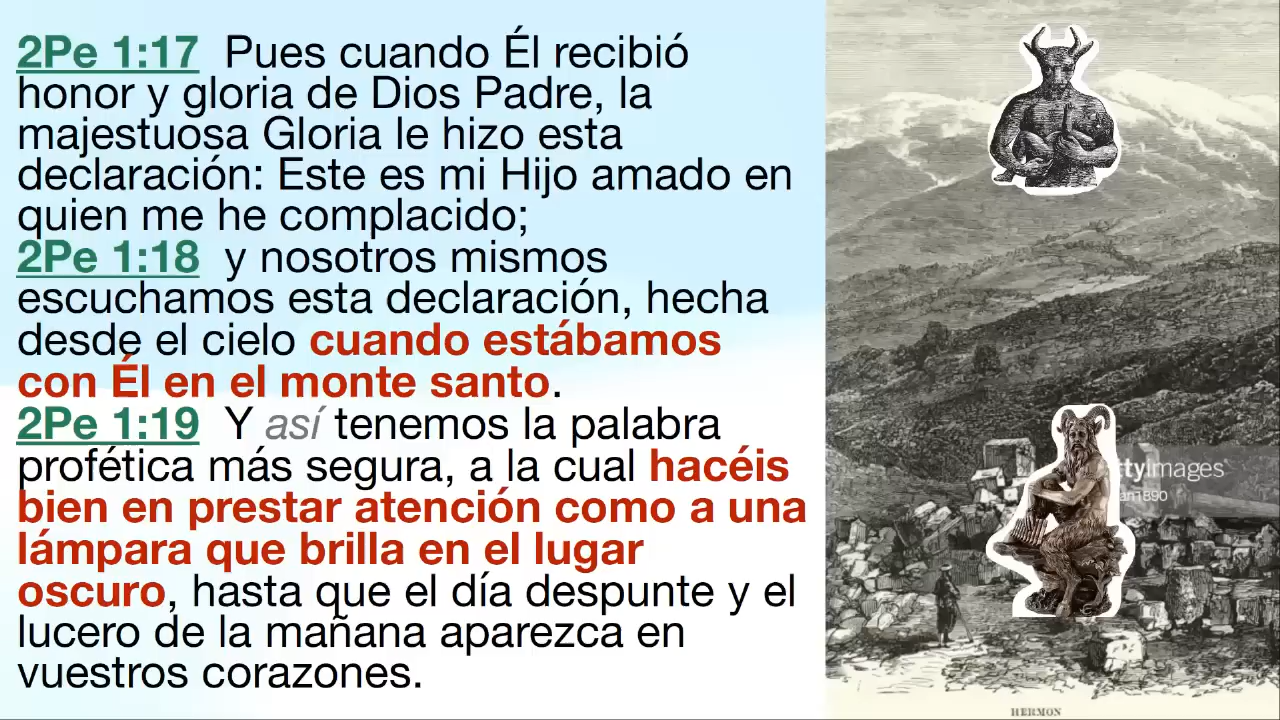 2Pe 1:17 Pues cuando Él recibió
honor y gloria de Dios Padre, la
majestuosa Gloria le hizo esta
declaración: Este es mi Hijo amado en
quien me he complacido;
2Pe 1:18 y nosotros mismos
escuchamos esta declaración, hecha
desde el cielo cuando estábamos
con Él en el monte santo.
2Pe 1:19 Y así tenemos la palabra
profética más segura, a la cual hacéis
bien en prestar atención como a una
lámpara que brilla en el lugar
oscuro, hasta que el día despunte y el
lucero de la mañana aparezca en
vuestros corazones.
ttyimages
an1890
HERMON